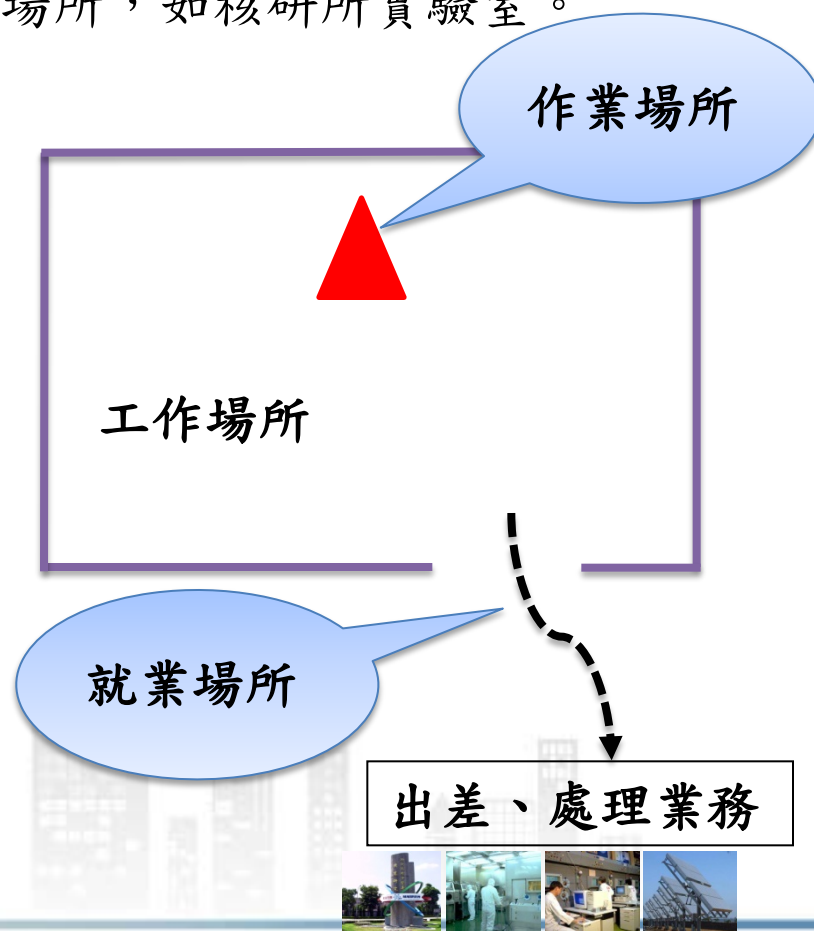 場所，如核研所實驗室。
作業場所
工作場所
就業場所
出差、處理業務